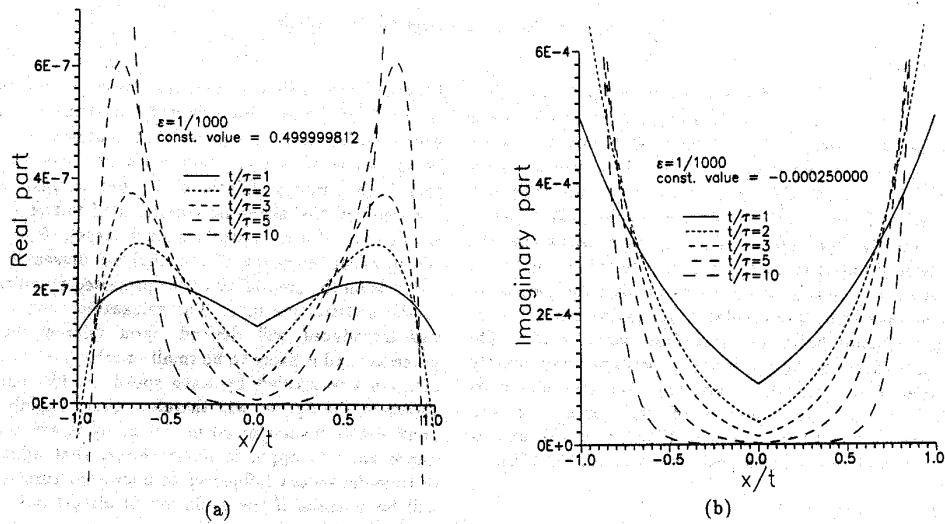 6E-7
4E-7
2E-7
0E+0
Real part
ε=1/1000
const. value = 0.499999812
t/τ=1
t/τ=2
t/τ=3
t/τ=5
t/τ=10
-1.0
-0.5
0.0
0.5
1.0
x/t
(a)
6E-4
4E-4
2E-4
0E+0
Imaginary part
ε=1/1000
const. value = -0.000250000
t/τ=1
t/τ=2
t/τ=3
t/τ=5
t/τ=10
-1.0
-0.5
0.0
0.5
1.0
x/t
(b)